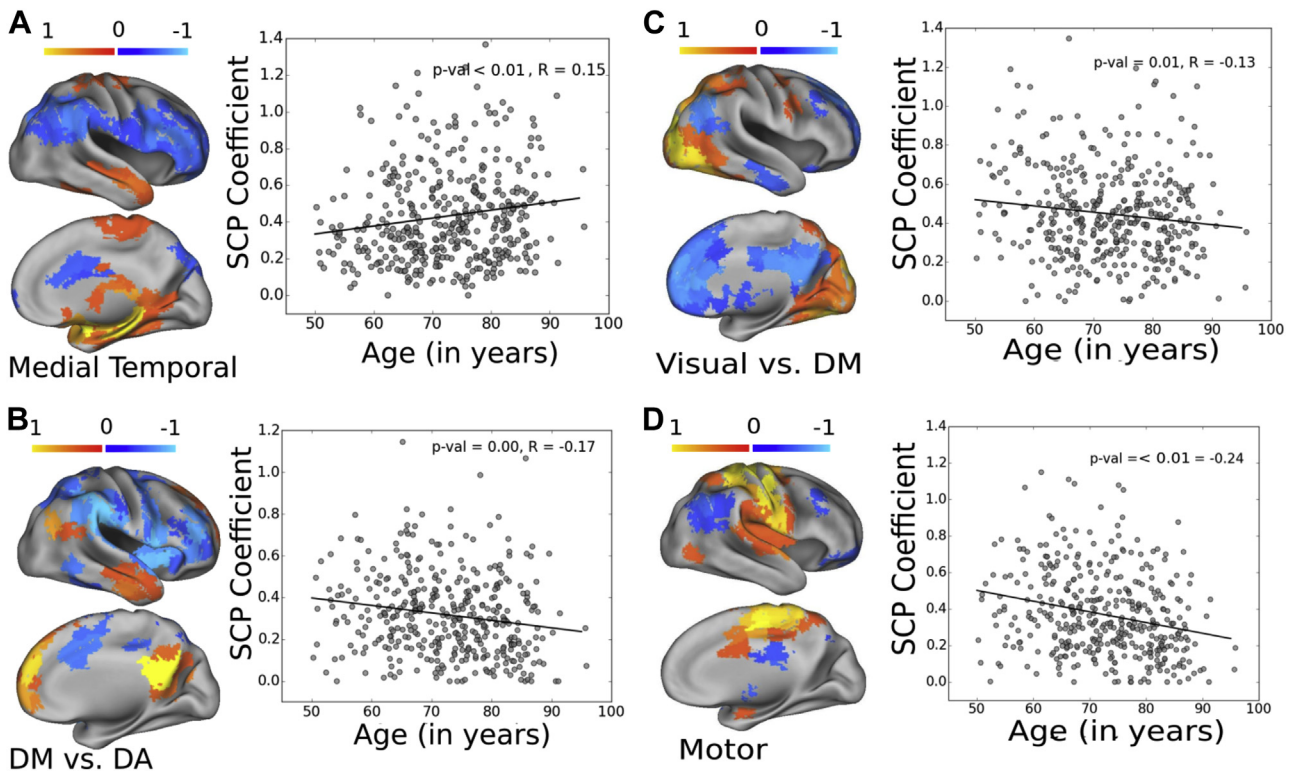 A
1 0 -1
1.4
1.2
1.0
0.8
0.6
0.4
0.2
0.0
SCP Coefficient
p-val < 0.01 , R = 0.15
50 60 70 80 90 100
Age (in years)
Medial Temporal
C
1 0 -1
1.4
1.2
1.0
0.8
0.6
0.4
0.2
0.0
SCP Coefficient
p-val = 0.01, R = -0.13
50 60 70 80 90 100
Age (in years)
Visual vs. DM
B
1 0 -1
1.2
1.0
0.8
0.6
0.4
0.2
0.0
SCP Coefficient
p-val = 0.00, R = -0.17
50 60 70 80 90 100
Age (in years)
DM vs. DA
D
1 0 -1
1.4
1.2
1.0
0.8
0.6
0.4
0.2
0.0
SCP Coefficient
p-val =< 0.01 = -0.24
50 60 70 80 90 100
Age (in years)
Motor